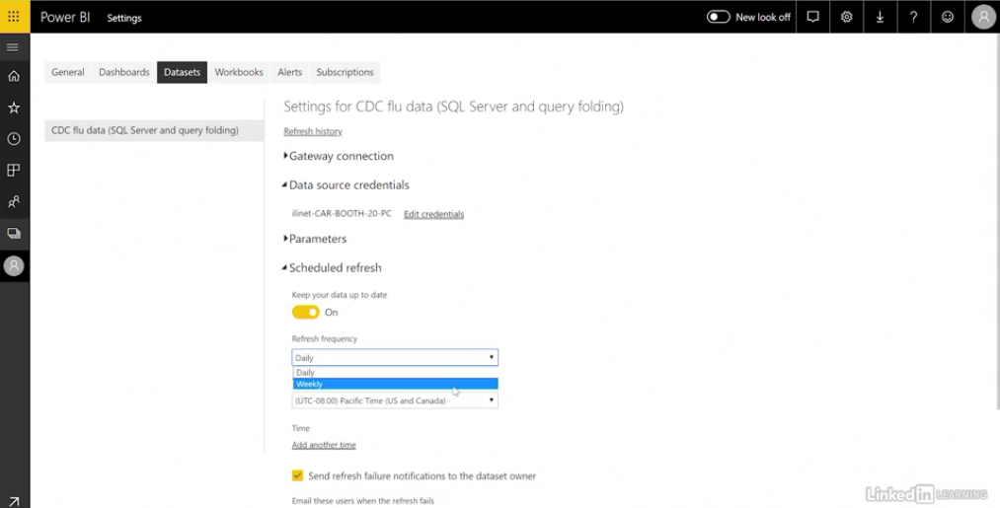 Power BI Settings New look off
General Dashboards Datasets Workbooks Alerts Subscriptions
Settings for CDC flu data (SQL Server and query folding)
CDC flu data (SQL Server and query folding)
Refresh history
Gateway connection
Data source credentials
ilinet-CAR-BOOTH-20-PC Edit credentials
Parameters
Scheduled refresh
Keep your data up to date
On
Refresh frequency
Daily
Daily
Weekly
(UTC-08:00) Pacific Time (US and Canada)
Time
Add another time
Send refresh failure notifications to the dataset owner
Email these users when the refresh fails
Linked in LEARNING